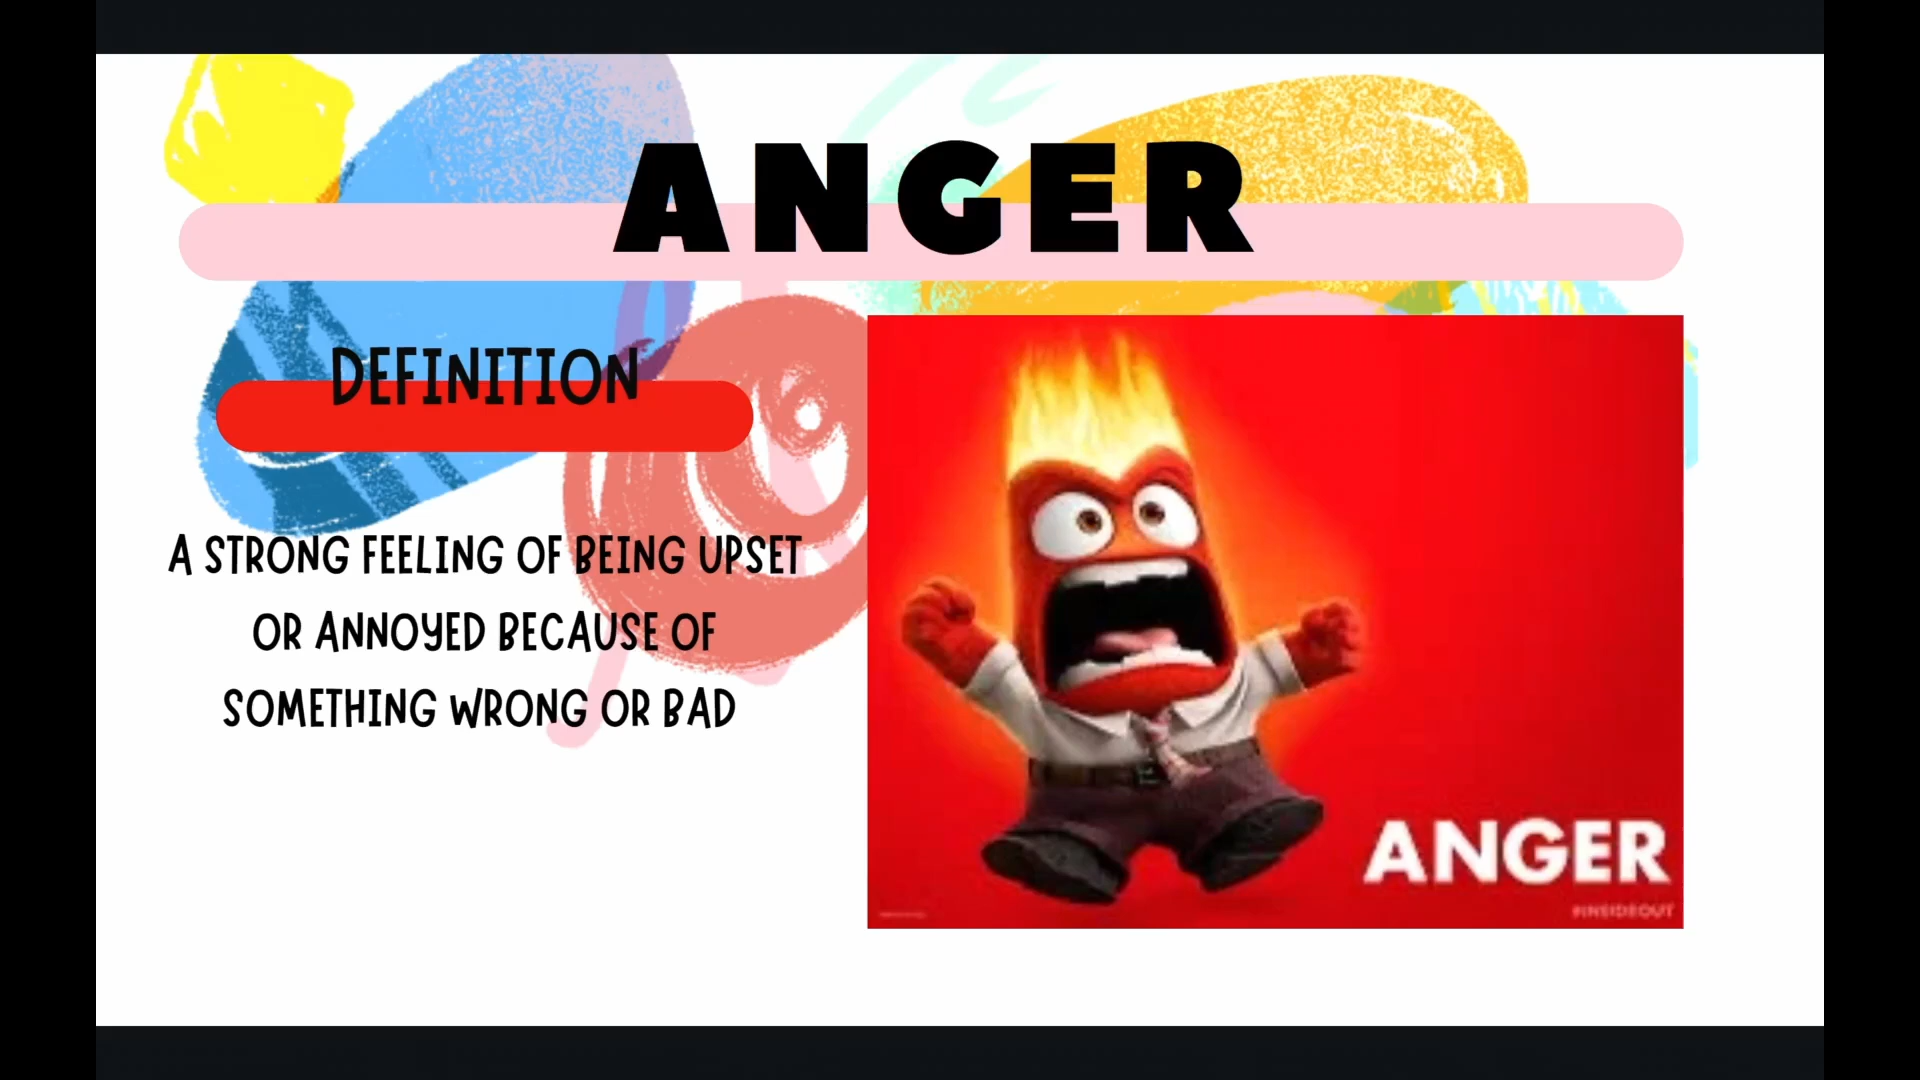 ANGER
DEFINITION
A STRONG FEELING OF BEING UPSET
OR ANNOYED BECAUSE OF
SOMETHING WRONG OR BAD
ANGER
#INSIDEOUT